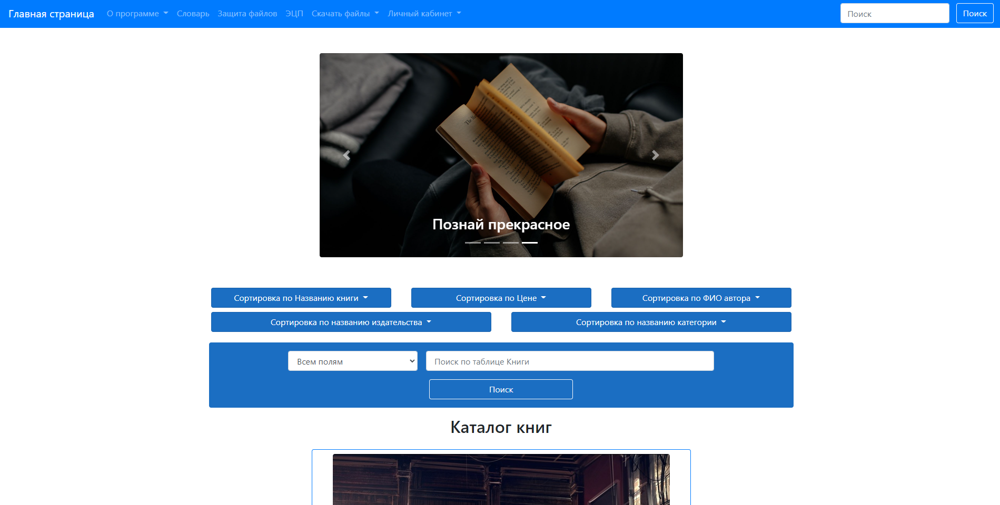 Главная страница О программе Словарь Защита файлов ЭЦП Скачать файлы Личный кабинет Поиск Поиск
Познай прекрасное
Сортировка по Названию книги Сортировка по Цене Сортировка по ФИО автора
Сортировка по названию издательства Сортировка по названию категории
Всем полям Поиск по таблице Книги
Поиск
Каталог книг